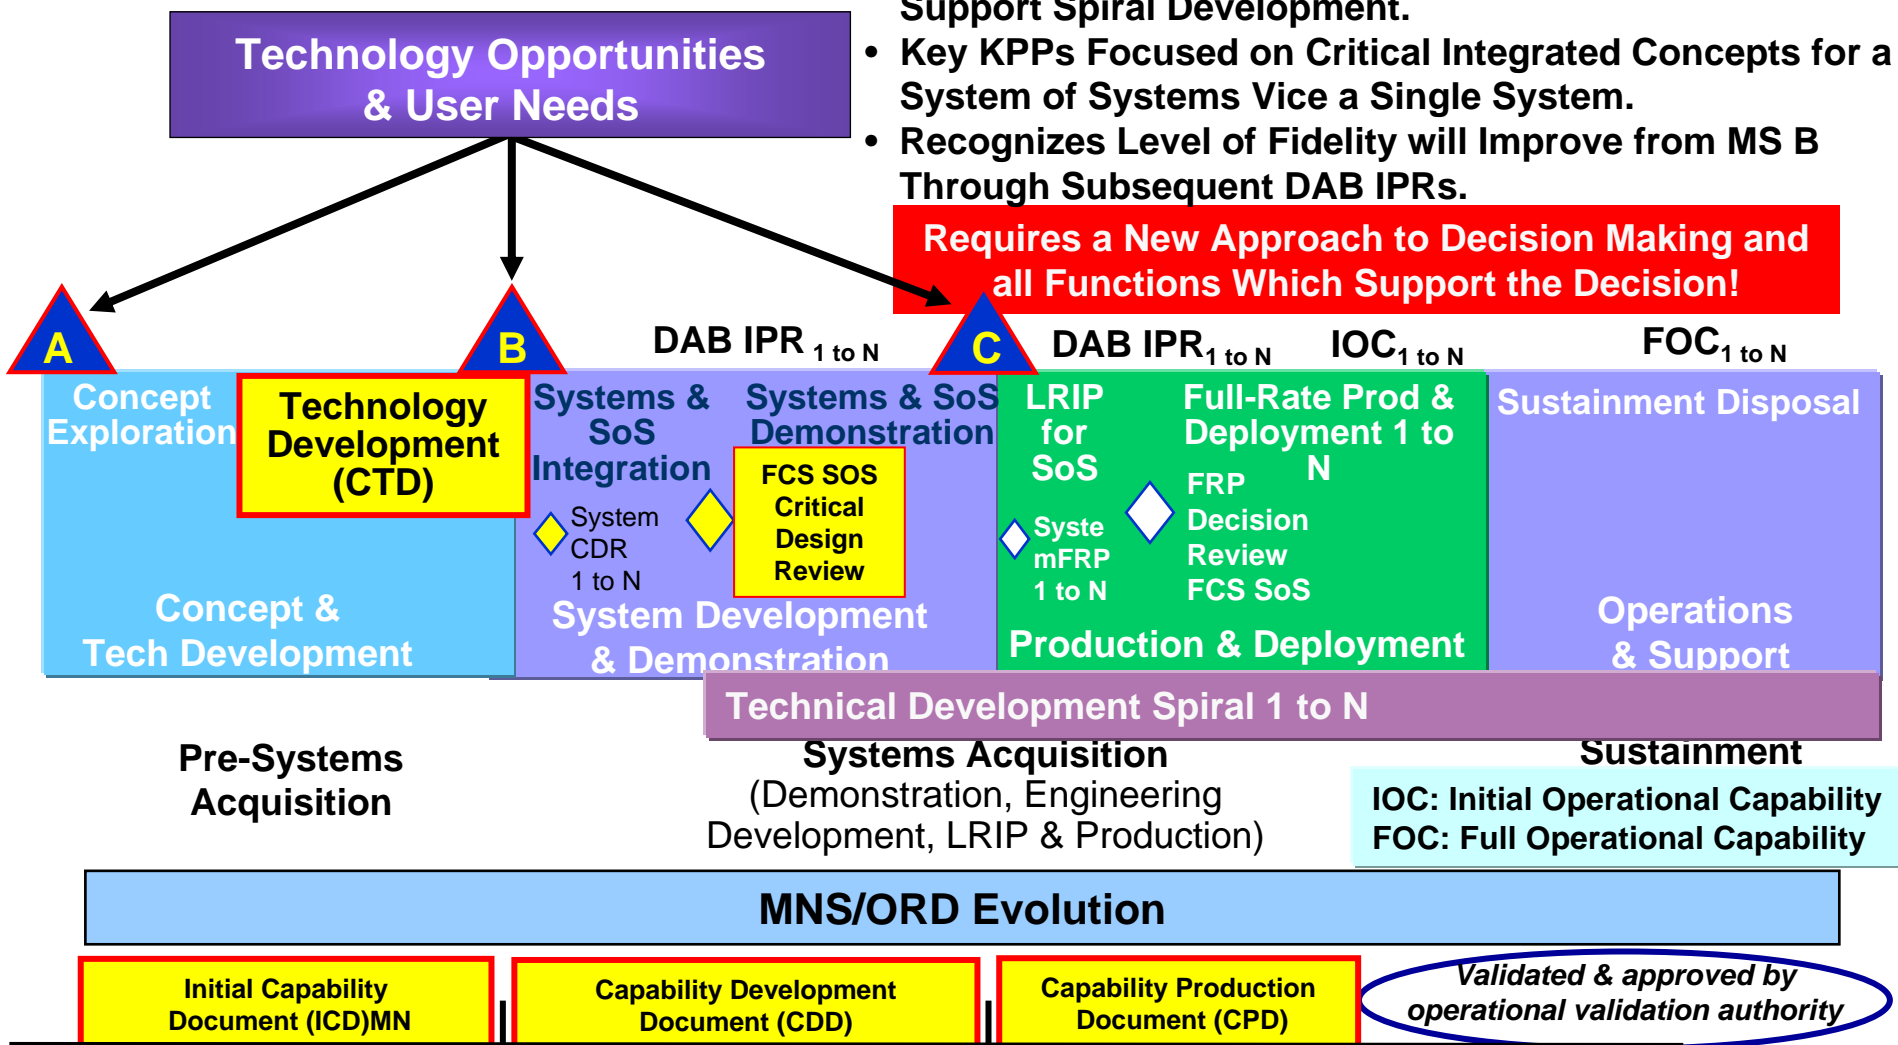 Support Spiral Development.
Technology Opportunities
& User Needs
• Key KPPs Focused on Critical Integrated Concepts for a
System of Systems Vice a Single System.
• Recognizes Level of Fidelity will Improve from MS B
Through Subsequent DAB IPRs.
Requires a New Approach to Decision Making and
all Functions Which Support the Decision!
A
B
C
DAB IPR 1 to N
DAB IPR1 to N
IOC1 to N
FOC1 to N
Concept
Exploration
Technology
Development
(CTD)
Systems &
SoS
Integration
Systems & SoS
Demonstration
LRIP
for
SoS
Full-Rate Prod &
Deployment 1 to
N
Sustainment Disposal
System
CDR
1 to N
FCS SOS
Critical
Design
Review
Syste
mFRP
1 to N
FRP
Decision
Review
FCS SoS
Concept &
Tech Development
System Development
& Demonstration
Production & Deployment
Operations
& Support
Technical Development Spiral 1 to N
Pre-Systems
Acquisition
Systems Acquisition
(Demonstration, Engineering
Development, LRIP & Production)
Sustainment
IOC: Initial Operational Capability
FOC: Full Operational Capability
MNS/ORD Evolution
Initial Capability
Document (ICD)MN
Capability Development
Document (CDD)
Capability Production
Document (CPD)
Validated & approved by
operational validation authority